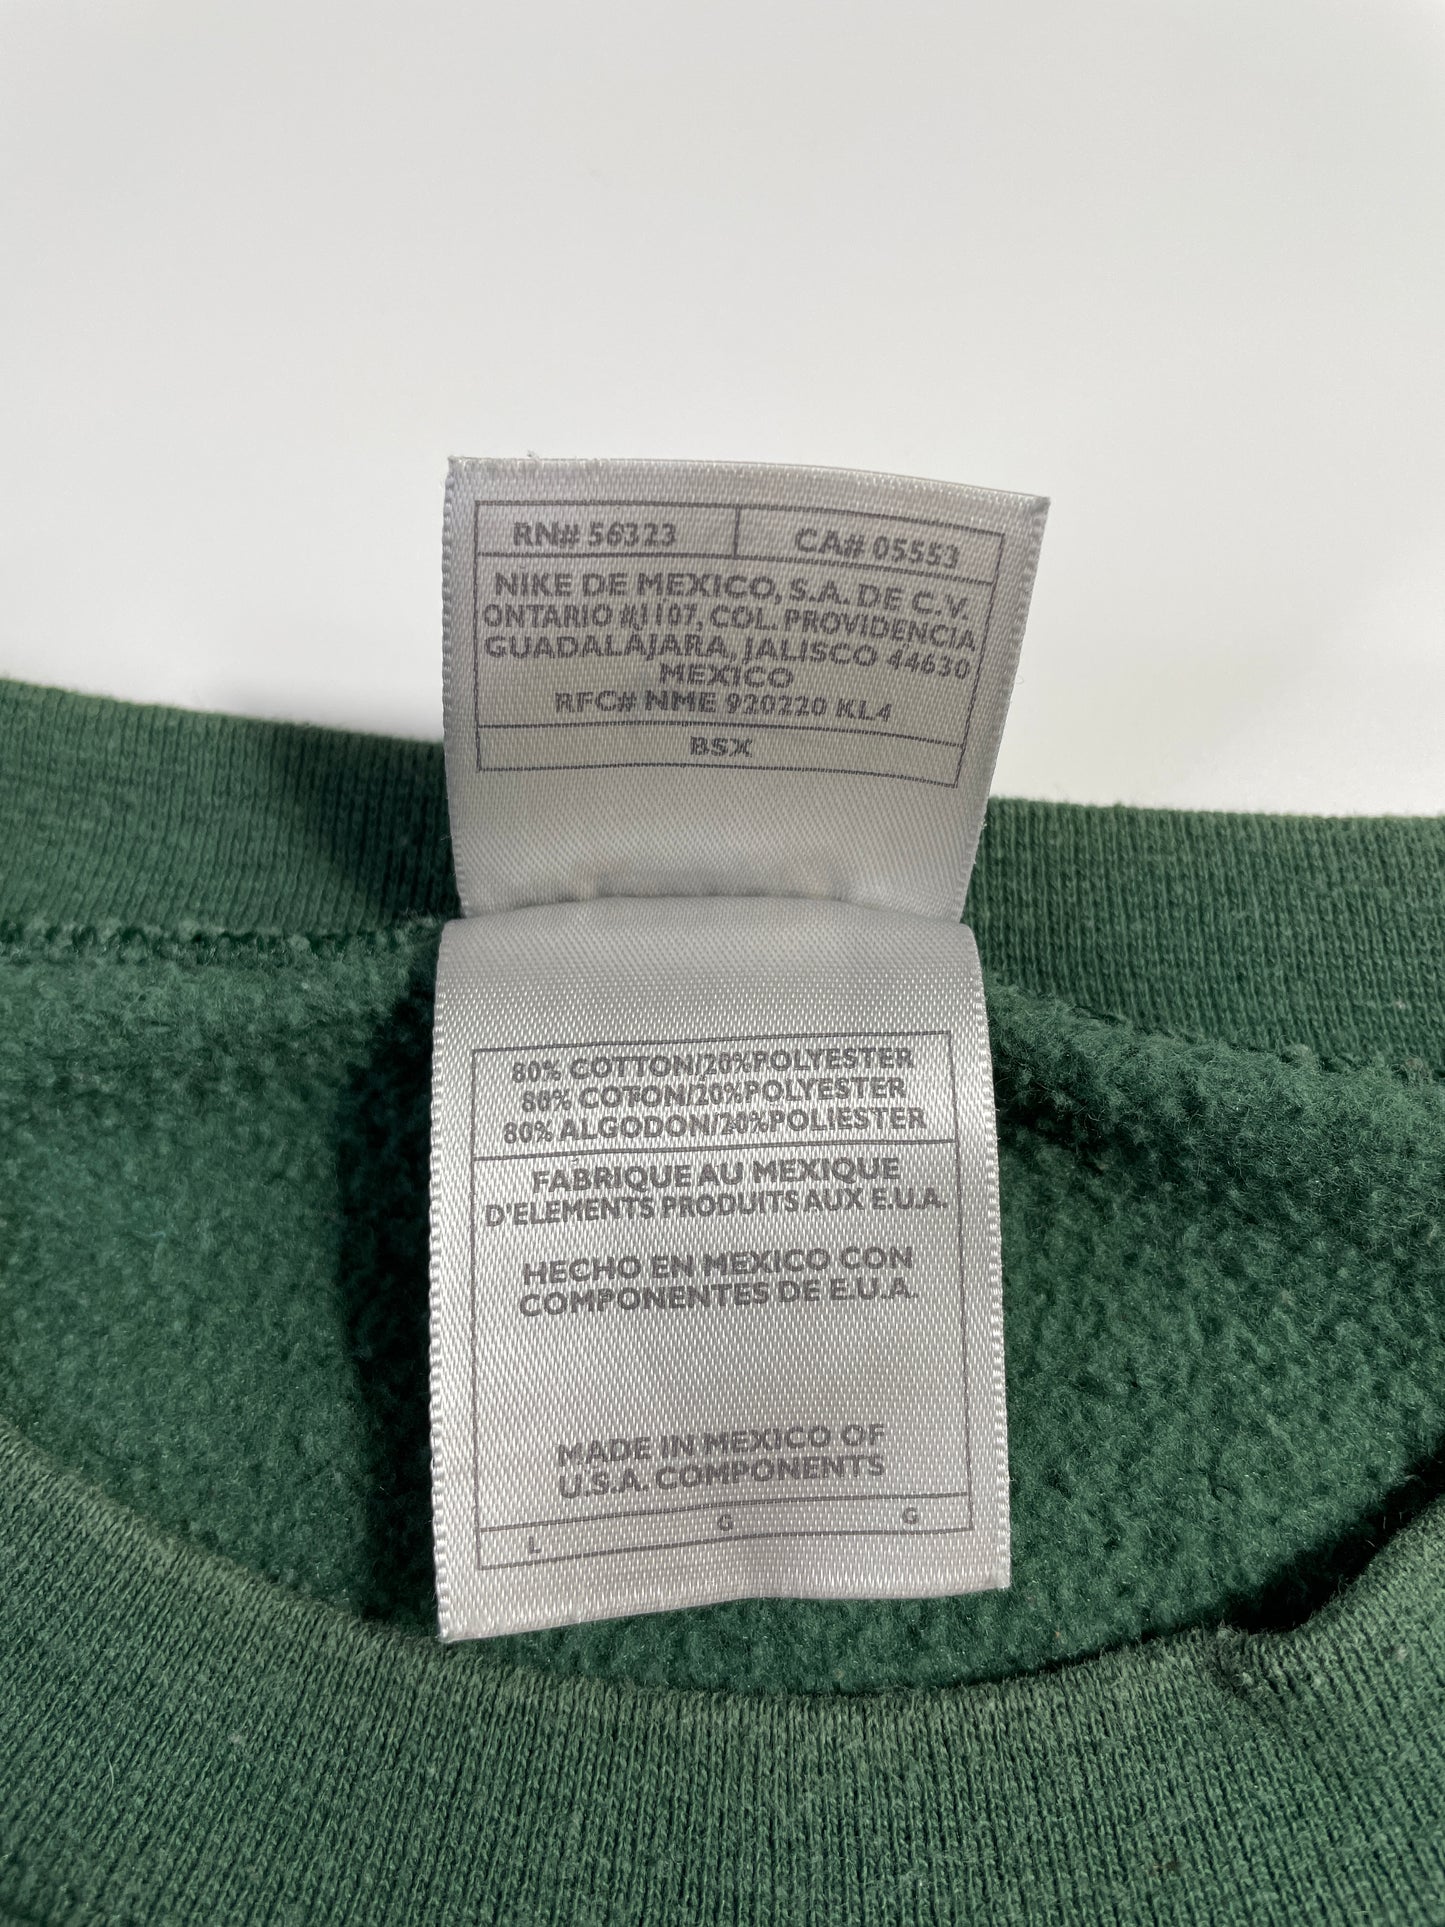 RN# 56323 CA# 05553
NIKE DE MEXICO, S.A. DE C.V.
ONTARIO #1107, COL. PROVIDENCIA
GUADALAJARA, JALISCO 44630
MEXICO
RFC# NME 920220 KL4
BSX
80% COTTON/20%POLYESTER
80% COTON/20%POLYESTER
80% ALGODON/20%POLIESTER
FABRIQUE AU MEXIQUE
D'ELEMENTS PRODUITS AUX E.U.A.
HECHO EN MEXICO CON
COMPONENTES DE E.U.A.
MADE IN MEXICO OF
U.S.A. COMPONENTS
L G G